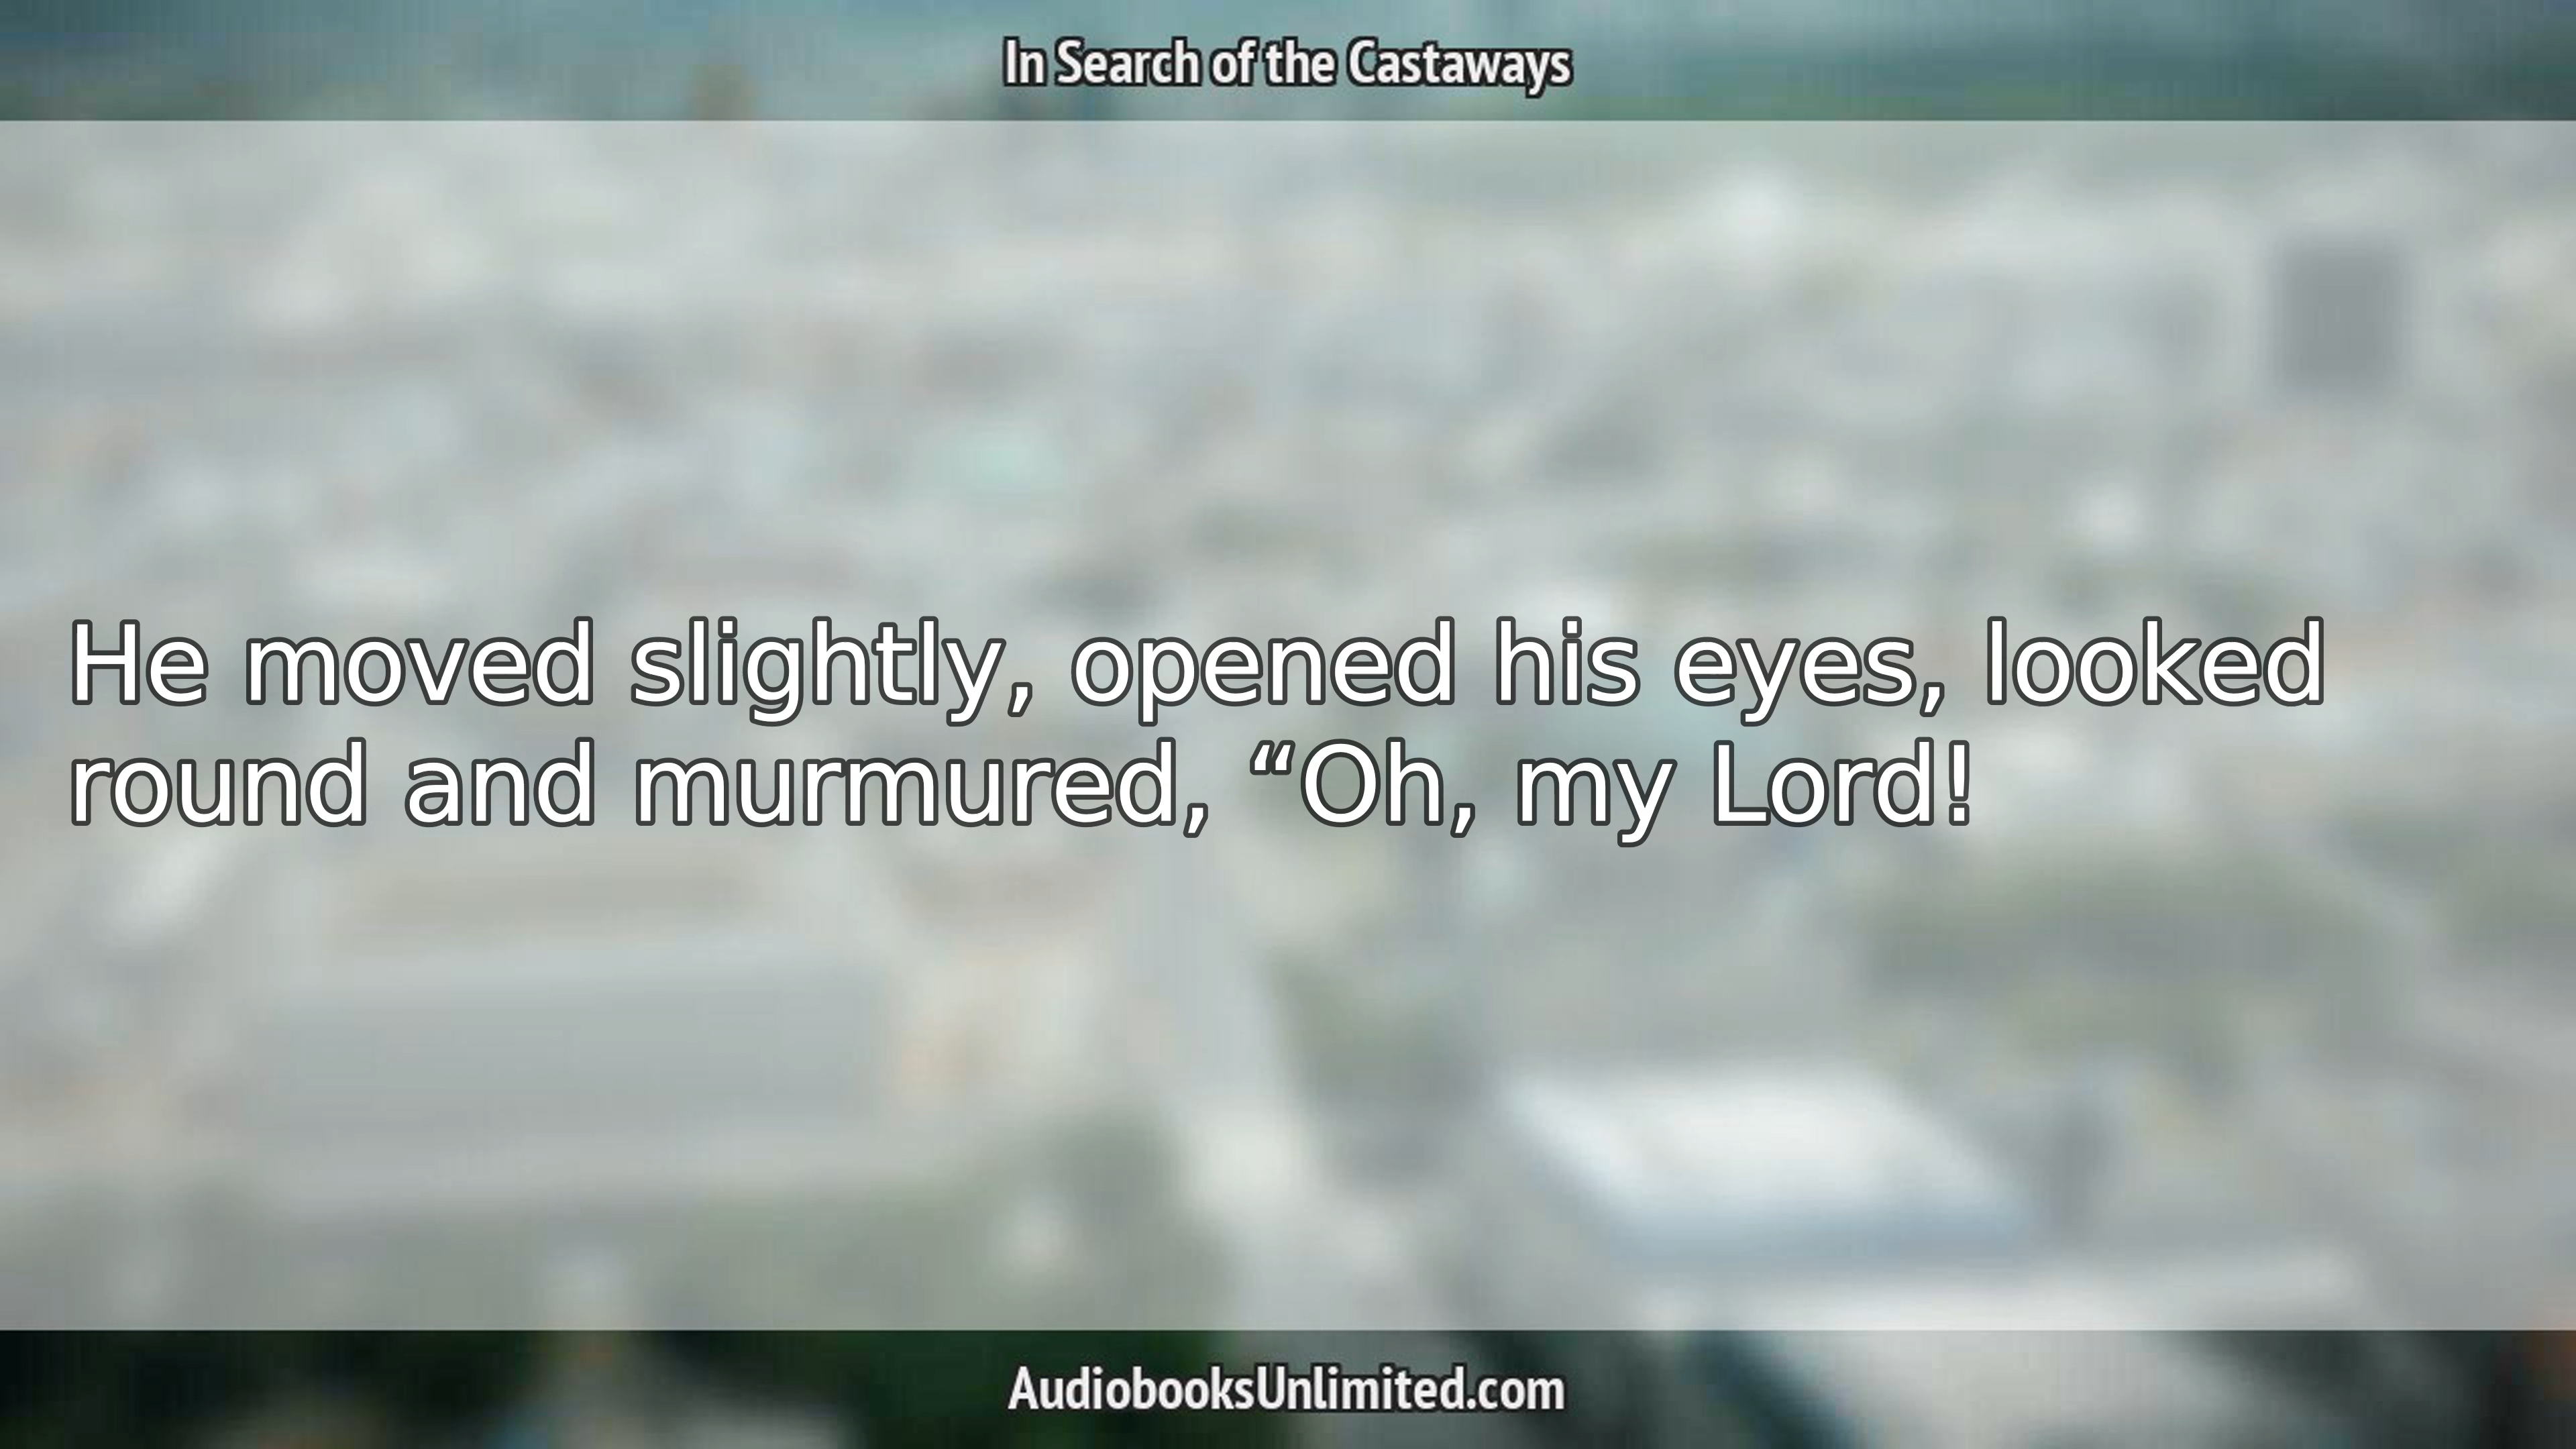 In Search of the Castaways
He moved slightly, opened his eyes, looked
round and murmured, “Oh, my Lord!
AudiobooksUnlimited.com